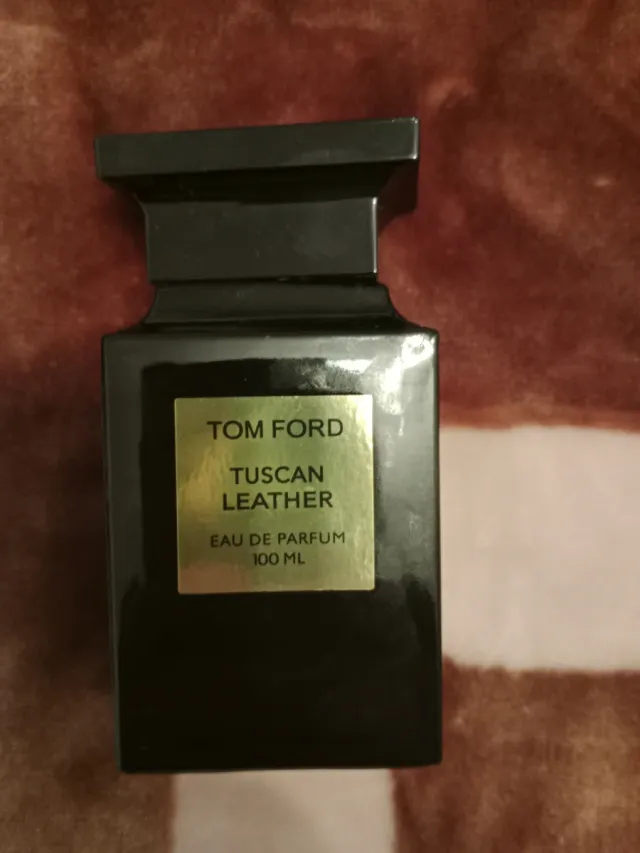 TOM FORD
TUSCAN
LEATHER
EAU DE PARFUM
100 ML